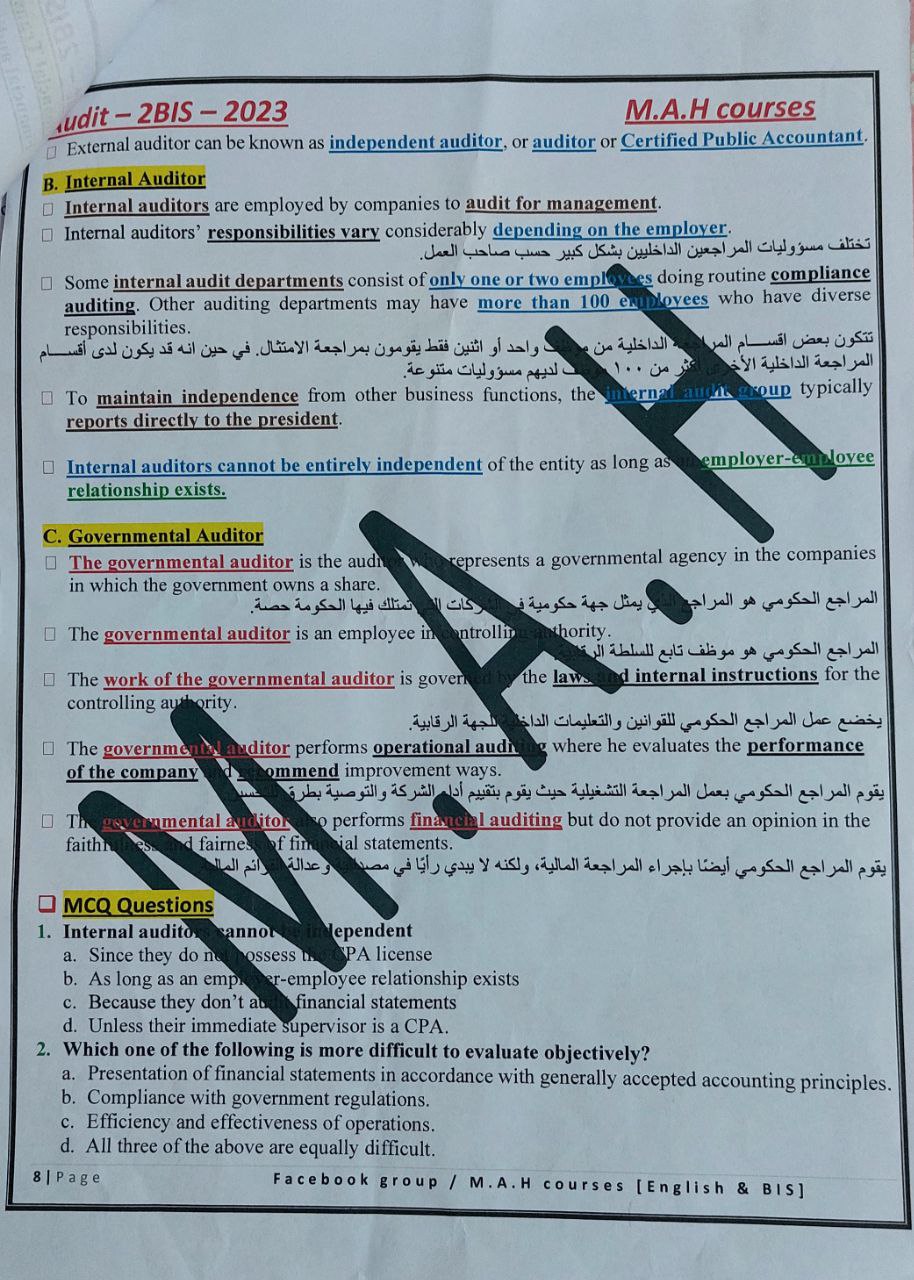 Audit – 2BIS – 2023 M.A.H courses
External auditor can be known as independent auditor, or auditor or Certified Public Accountant.
B. Internal Auditor
Internal auditors are employed by companies to audit for management.
Internal auditors’ responsibilities vary considerably depending on the employer.
تختلف مسؤوليات المراجعين الداخليين بشكل كبير حسب صاحب العمل.
Some internal audit departments consist of only one or two employees doing routine compliance
auditing. Other auditing departments may have more than 100 employees who have diverse
responsibilities.
تتكون بعض اقسام المراجعة الداخلية من موظف واحد أو اثنين فقط يقومون بمراجعة الامتثال. في حين انه قد يكون لدى أقسام
المراجعة الداخلية الأخرى أكثر من ١٠٠ موظف لديهم مسؤوليات متنوعة.
To maintain independence from other business functions, the internal audit group typically
reports directly to the president.
Internal auditors cannot be entirely independent of the entity as long as an employer-employee
relationship exists.
C. Governmental Auditor
The governmental auditor is the auditor who represents a governmental agency in the companies
in which the government owns a share.
المراجع الحكومي هو المراجع الذي يمثل جهة حكومية في الشركات التي تمتلك فيها الحكومة حصة.
The governmental auditor is an employee in controlling authority.
المراجع الحكومي هو موظف تابع للسلطة الرقابية.
The work of the governmental auditor is governed by the laws and internal instructions for the
controlling authority.
يخضع عمل المراجع الحكومي للقوانين والتعليمات الداخلية للجهة الرقابية.
The governmental auditor performs operational auditing where he evaluates the performance
of the company and recommend improvement ways.
يقوم المراجع الحكومي بعمل المراجعة التشغيلية حيث يقوم بتقييم أداء الشركة والتوصية بطرق للتحسين.
The governmental auditor also performs financial auditing but do not provide an opinion in the
faithfulness and fairness of financial statements.
يقوم المراجع الحكومي أيضًا بإجراء المراجعة المالية، ولكنه لا يبدي رأيًا في مصداقية وعدالة القوائم المالية.
MCQ Questions
1. Internal auditors cannot be independent
a. Since they do not possess the CPA license
b. As long as an employer-employee relationship exists
c. Because they don’t audit financial statements
d. Unless their immediate supervisor is a CPA.
2. Which one of the following is more difficult to evaluate objectively?
a. Presentation of financial statements in accordance with generally accepted accounting principles.
b. Compliance with government regulations.
c. Efficiency and effectiveness of operations.
d. All three of the above are equally difficult.
8 | Page Facebook group / M.A.H courses [English & BIS]
M.A.H